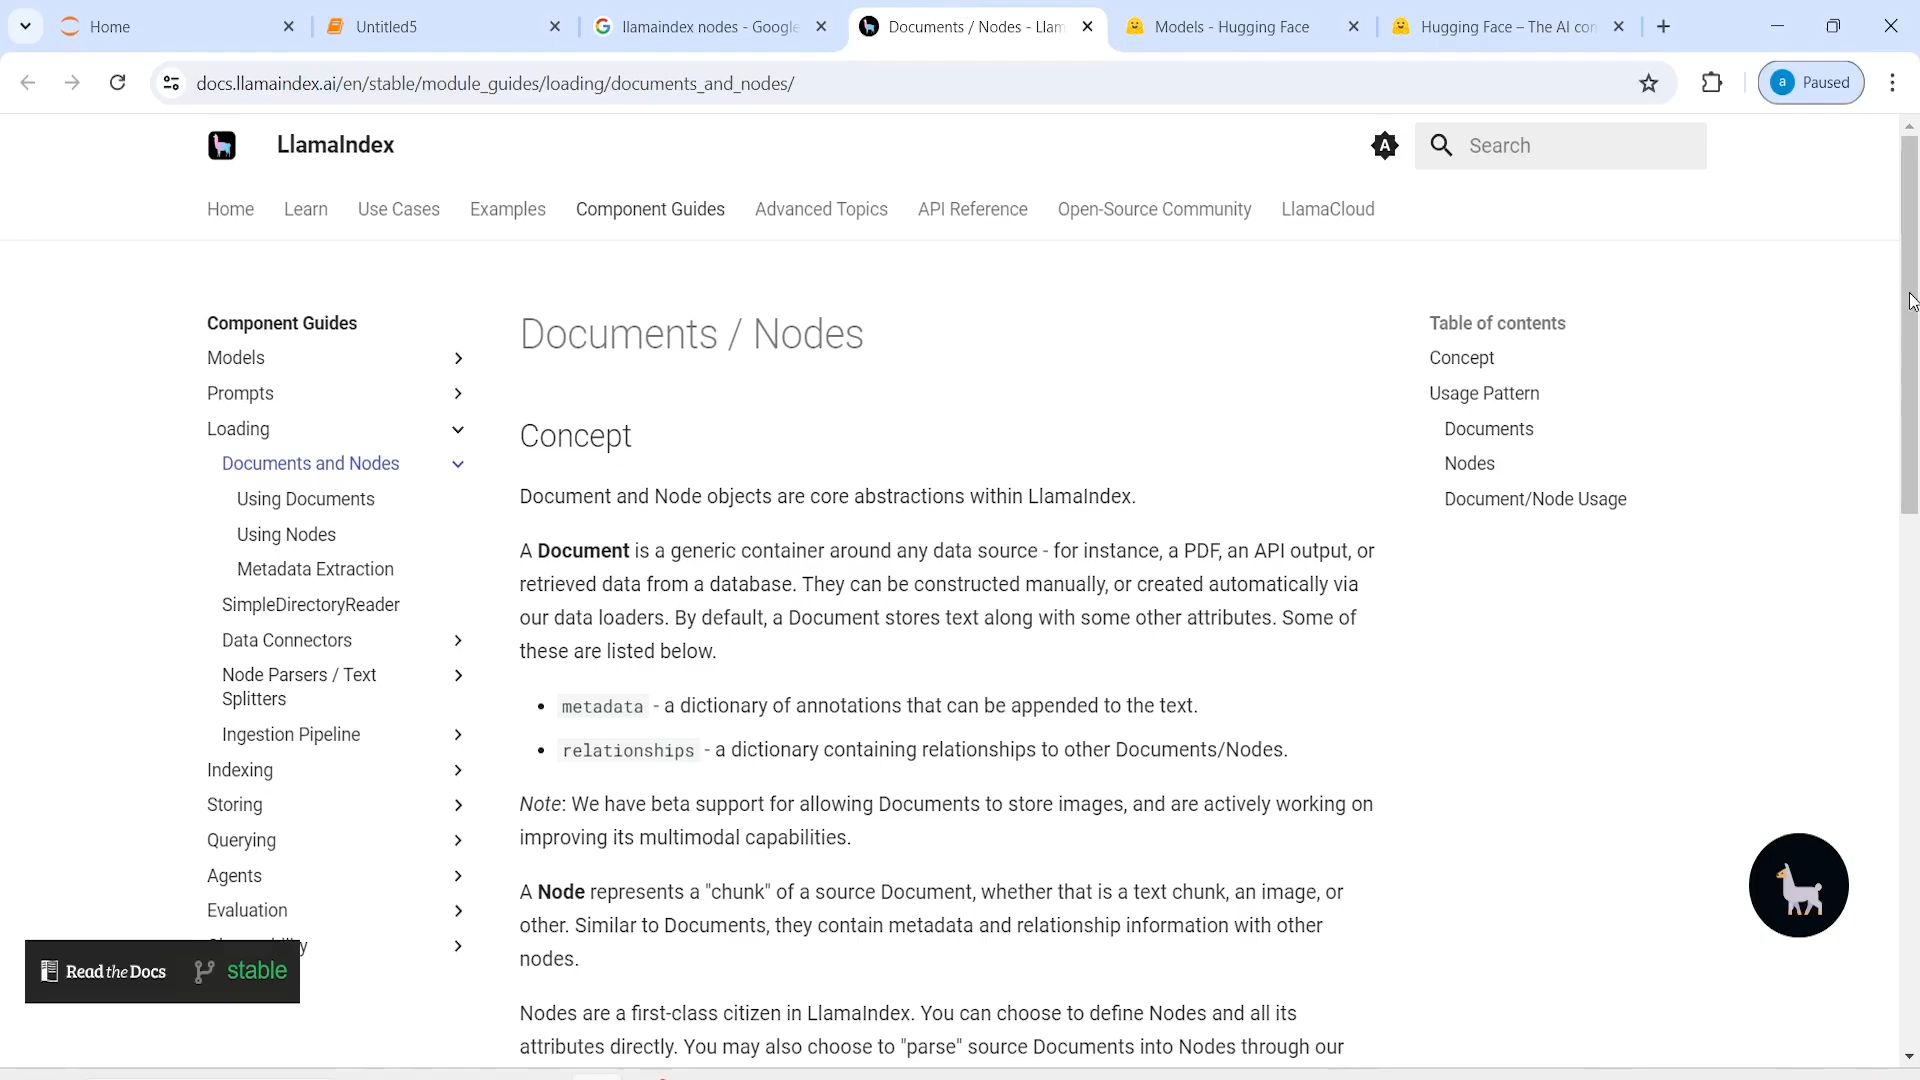 Home
Untitled5
llamaindex nodes - Google
Documents / Nodes - Llam
Models - Hugging Face
Hugging Face – The AI con
docs.llamaindex.ai/en/stable/module_guides/loading/documents_and_nodes/
a Paused
LlamaIndex
A
Search
Home Learn Use Cases Examples Component Guides Advanced Topics API Reference Open-Source Community LlamaCloud
Component Guides
Models
Prompts
Loading
Documents and Nodes
Using Documents
Using Nodes
Metadata Extraction
SimpleDirectoryReader
Data Connectors
Node Parsers / Text
Splitters
Ingestion Pipeline
Indexing
Storing
Querying
Agents
Evaluation
Read the Docs stable
Documents / Nodes
Concept
Document and Node objects are core abstractions within LlamaIndex.
A Document is a generic container around any data source - for instance, a PDF, an API output, or
retrieved data from a database. They can be constructed manually, or created automatically via
our data loaders. By default, a Document stores text along with some other attributes. Some of
these are listed below.
• metadata - a dictionary of annotations that can be appended to the text.
• relationships - a dictionary containing relationships to other Documents/Nodes.
Note: We have beta support for allowing Documents to store images, and are actively working on
improving its multimodal capabilities.
A Node represents a "chunk" of a source Document, whether that is a text chunk, an image, or
other. Similar to Documents, they contain metadata and relationship information with other
nodes.
Nodes are a first-class citizen in LlamaIndex. You can choose to define Nodes and all its
attributes directly. You may also choose to "parse" source Documents into Nodes through our
Table of contents
Concept
Usage Pattern
Documents
Nodes
Document/Node Usage